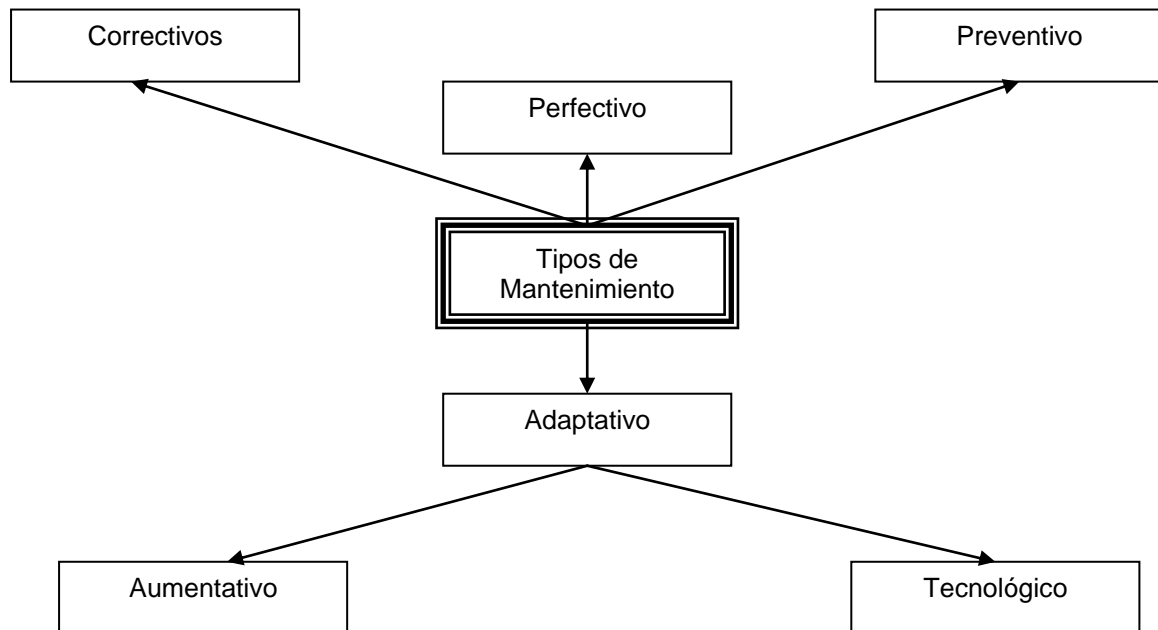 Correctivos
Preventivo
Perfectivo
Tipos de
Mantenimiento
Adaptativo
Aumentativo
Tecnológico